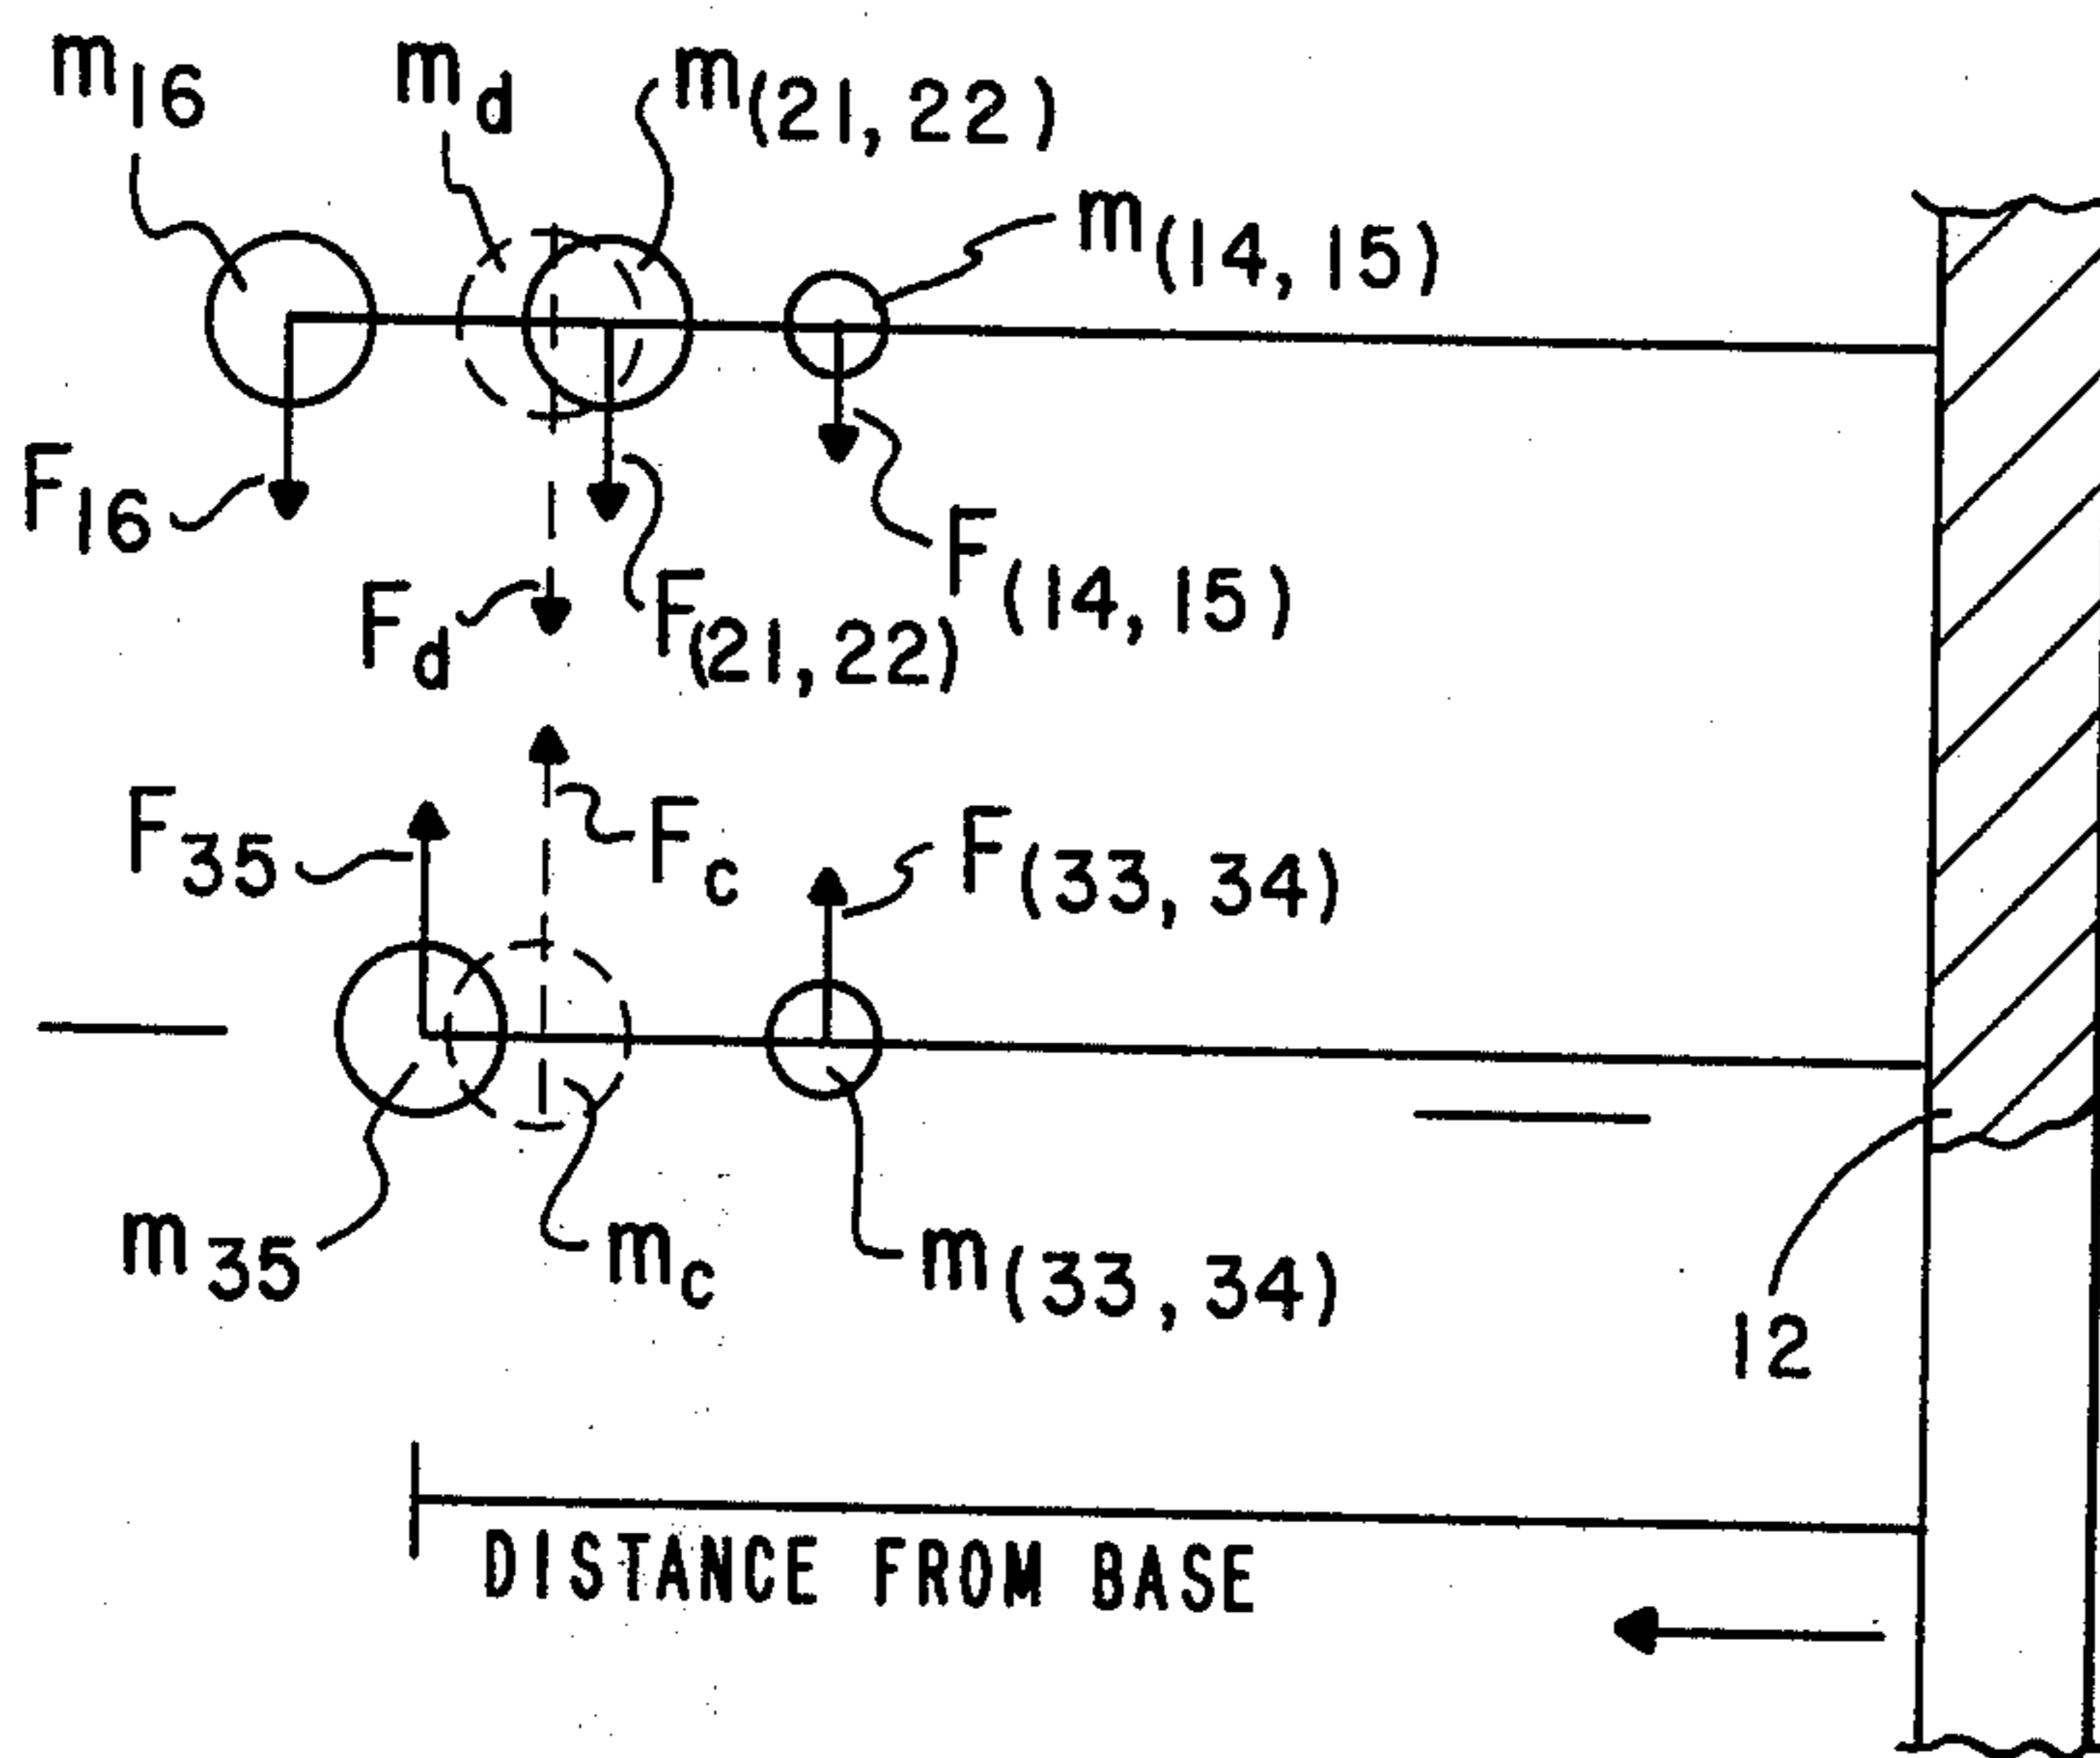 m16
md
m(21,22)
m(14,15)
F16
Fd
F(21,22)
F(14,15)
F35
Fc
F(33,34)
m35
mc
m(33,34)
12
DISTANCE FROM BASE